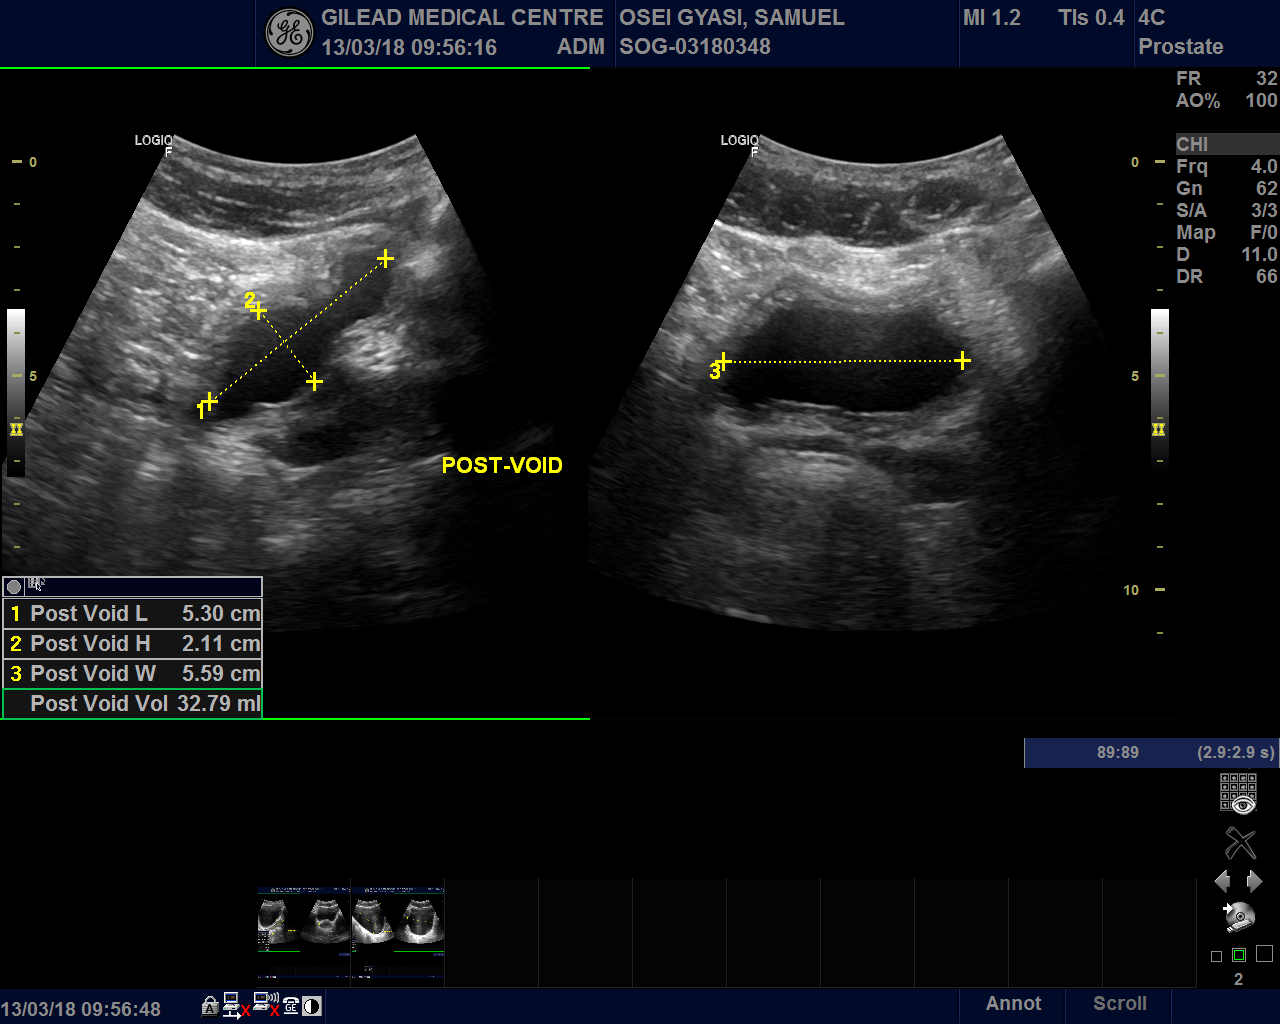 GILEAD MEDICAL CENTRE
13/03/18 09:56:16 ADM
OSEI GYASI, SAMUEL
SOG-03180348
MI 1.2 TIs 0.4
4C
Prostate
FR 32
AO% 100
CHI
Frq 4.0
Gn 62
S/A 3/3
Map F/0
D 11.0
DR 66
LOGIQ
F
LOGIQ
F
0
5
0
5
10
1
2
3
POST-VOID
1 Post Void L 5.30 cm
2 Post Void H 2.11 cm
3 Post Void W 5.59 cm
Post Void Vol 32.79 ml
89:89 (2.9:2.9 s)
2
13/03/18 09:56:48
Annot
Scroll